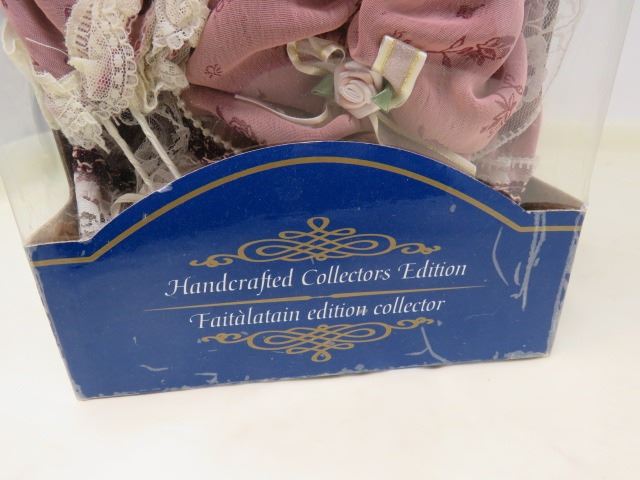 Handcrafted Collectors Edition
Faitàlatain edition collector